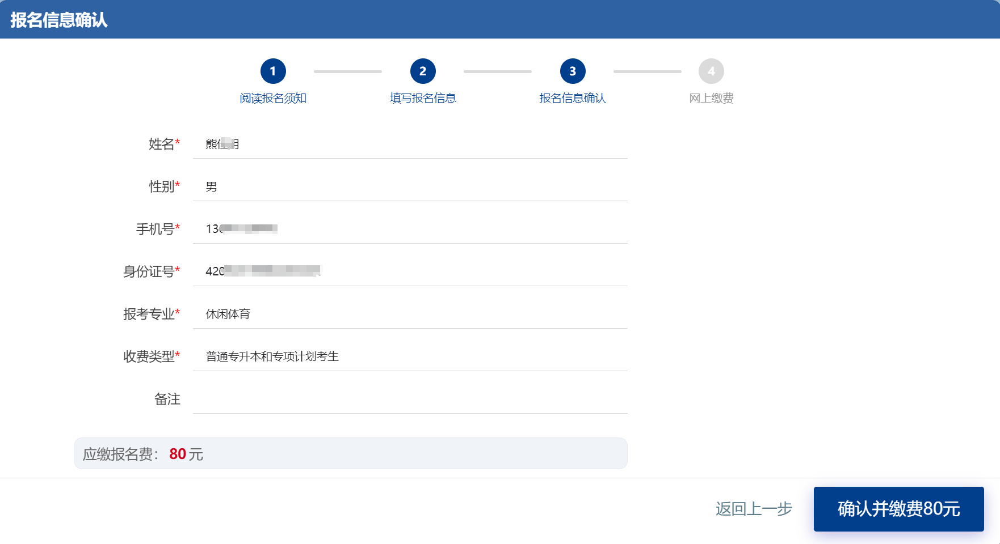 报名信息确认
1
2
3
4
阅读报名须知
填写报名信息
报名信息确认
网上缴费
姓名*
熊
性别*
男
手机号*
13
身份证号*
420
报考专业*
休闲体育
收费类型*
普通专升本和专项计划考生
备注
应缴报名费： 80 元
返回上一步
确认并缴费80元